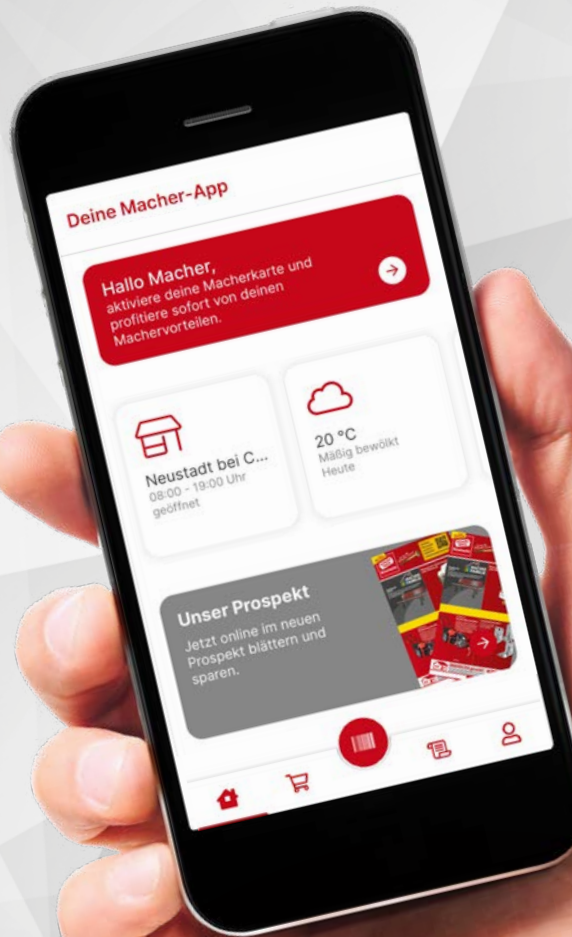 Deine Macher-App
Hallo Macher,
aktiviere deine Macherkarte und
profitiere sofort von deinen
Machervorteilen.
Neustadt bei C...
08:00 - 19:00 Uhr
geöffnet
20 °C
Mäßig bewölkt
Heute
Unser Prospekt
Jetzt online im neuen
Prospekt blättern und
sparen.